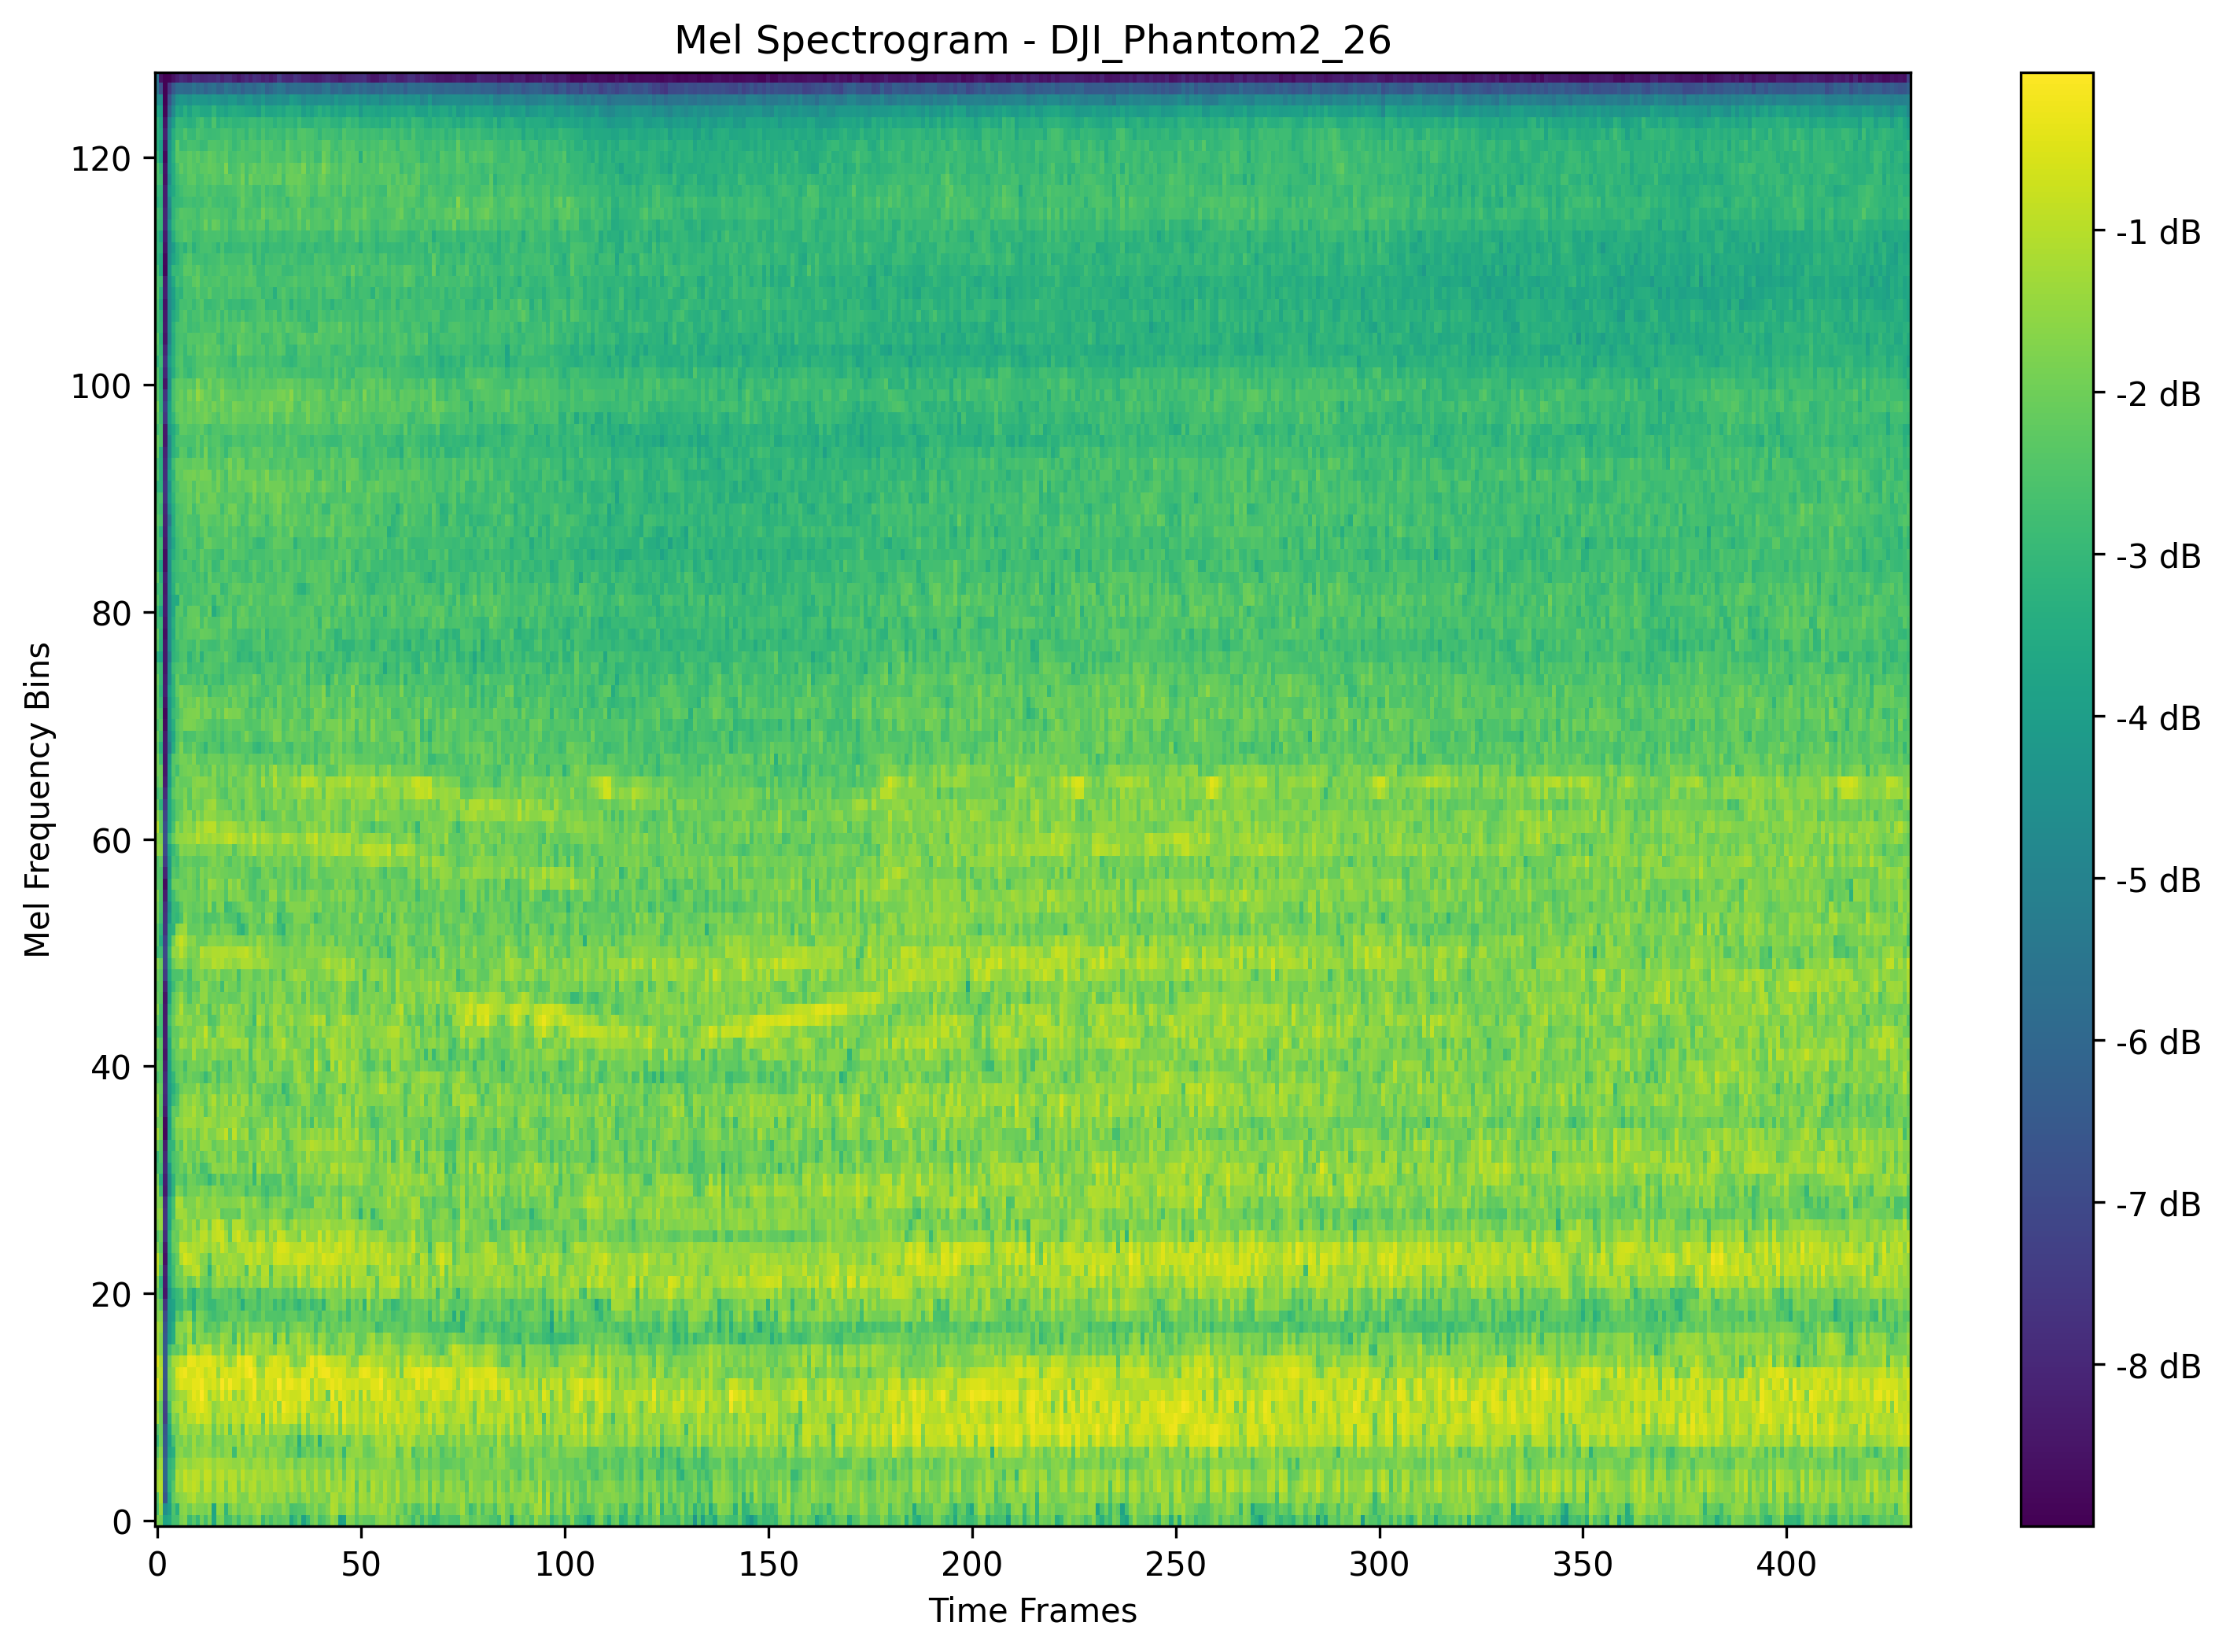 Mel Spectrogram - DJI_Phantom2_26
120
100
80
60
40
20
0
Mel Frequency Bins
0 50 100 150 200 250 300 350 400
Time Frames
-1 dB
-2 dB
-3 dB
-4 dB
-5 dB
-6 dB
-7 dB
-8 dB